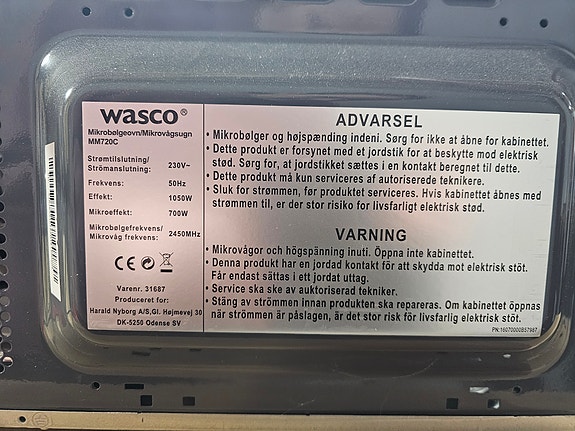 wasco®
Mikrobølgeovn/Mikrovågsugn
MM720C
Strømtilslutning/
Strömanslutning: 230V~
Frekvens: 50Hz
Effekt: 1050W
Mikroeffekt: 700W
Mikrobølgefrekvens/
Mikrovåg frekvens: 2450MHz
CE
Varenr. 31687
Produceret for:
Harald Nyborg A/S,Gl. Højmevej 30
DK-5250 Odense SV
ADVARSEL
• Mikrobølger og højspænding indeni. Sørg for ikke at åbne for kabinettet.
• Dette produkt er forsynet med et jordstik for at beskytte mod elektrisk
stød. Sørg for, at jordstikket sættes i en kontakt beregnet til dette.
• Dette produkt må kun serviceres af autoriserede teknikere.
• Sluk for strømmen, før produktet serviceres. Hvis kabinettet åbnes med
strømmen til, er der stor risiko for livsfarligt elektrisk stød.
VARNING
• Mikrovågor och högspänning inuti. Öppna inte kabinettet.
• Denna produkt har en jordad kontakt för att skydda mot elektrisk stöt.
Får endast sättas i ett jordat uttag.
• Service ska ske av auktoriserad tekniker.
• Stäng av strömmen innan produkten ska repareras. Om kabinettet öppnas
när strömmen är påslagen, är det stor risk för livsfarlig elektrisk stöt.
PN:16070000B57987